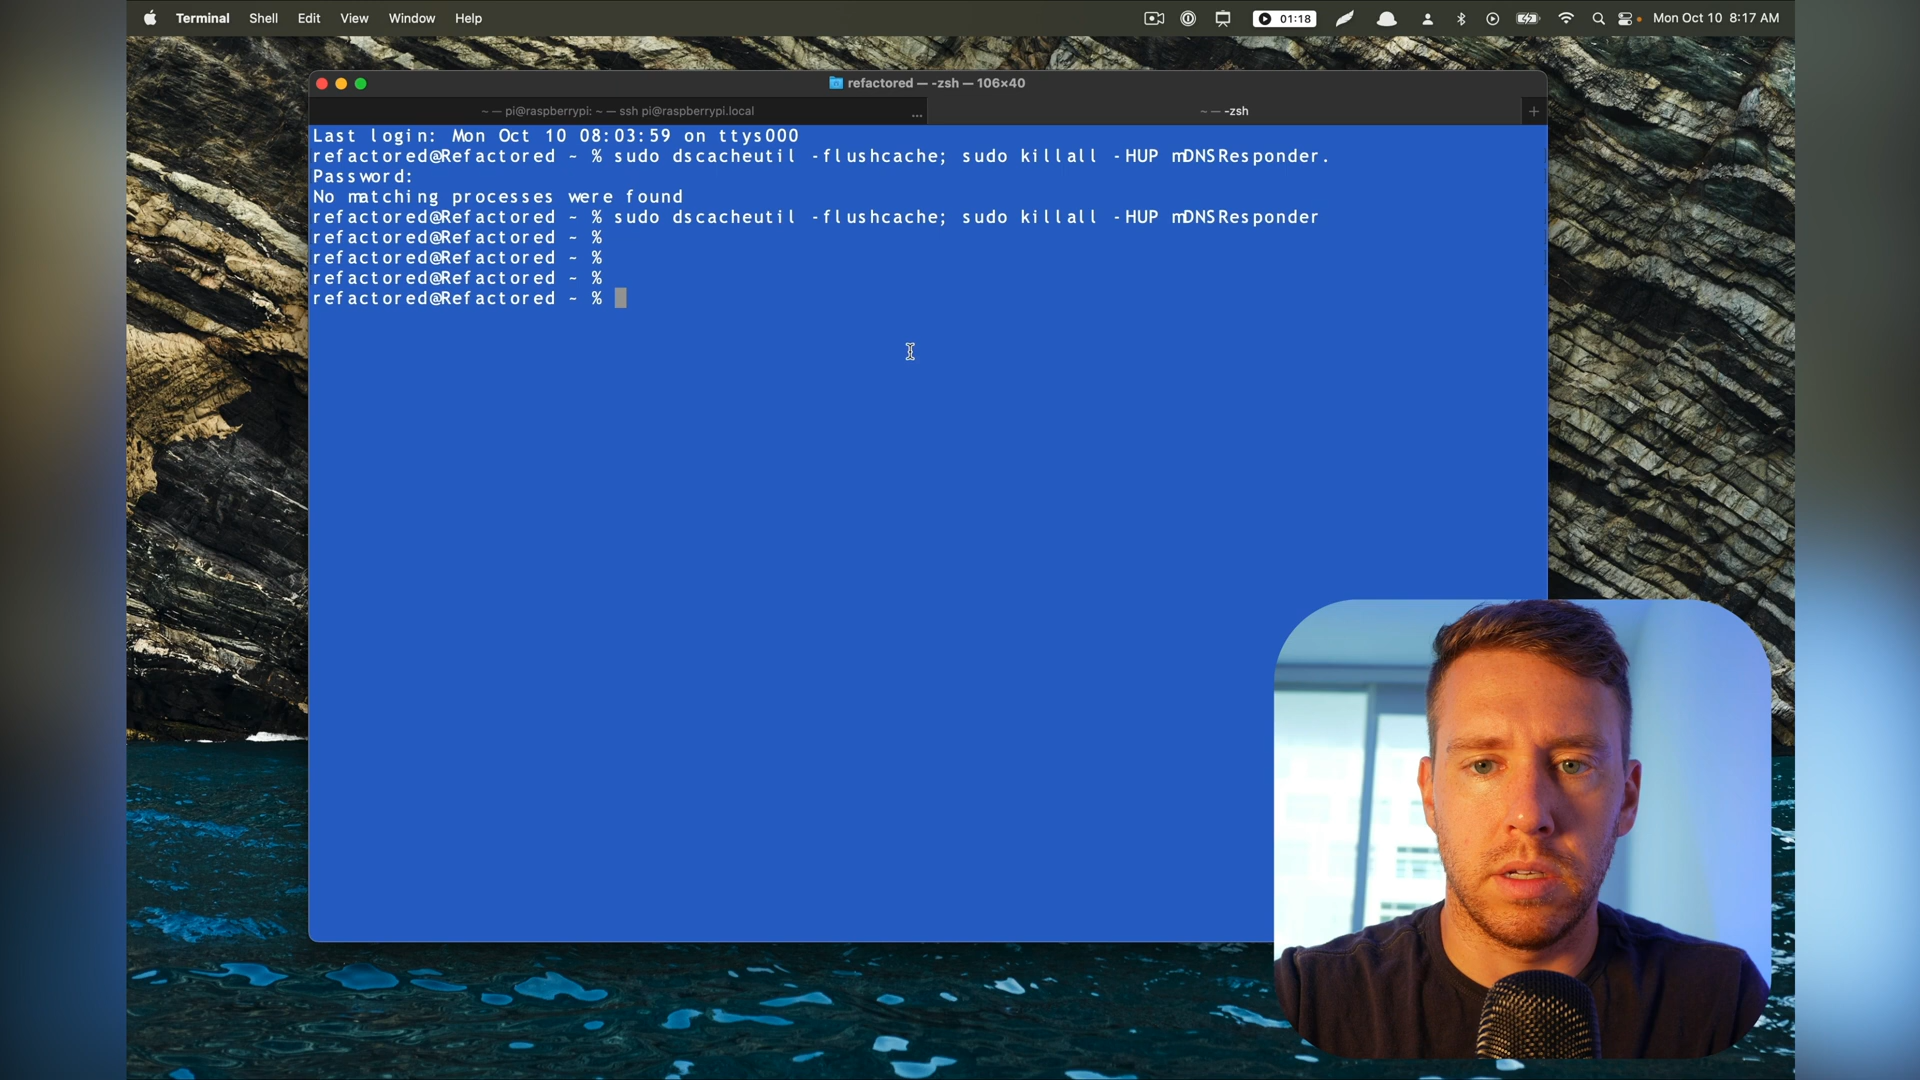 Terminal Shell Edit View Window Help 01:18 Mon Oct 10 8:17 AM
refactored — -zsh — 106×40
~ — pi@raspberrypi: ~ — ssh pi@raspberrypi.local ... ~ — -zsh +
Last login: Mon Oct 10 08:03:59 on ttys000
refactored@Refactored ~ % sudo dscacheutil -flushcache; sudo killall -HUP mDNSResponder.
Password:
No matching processes were found
refactored@Refactored ~ % sudo dscacheutil -flushcache; sudo killall -HUP mDNSResponder
refactored@Refactored ~ %
refactored@Refactored ~ %
refactored@Refactored ~ %
refactored@Refactored ~ %